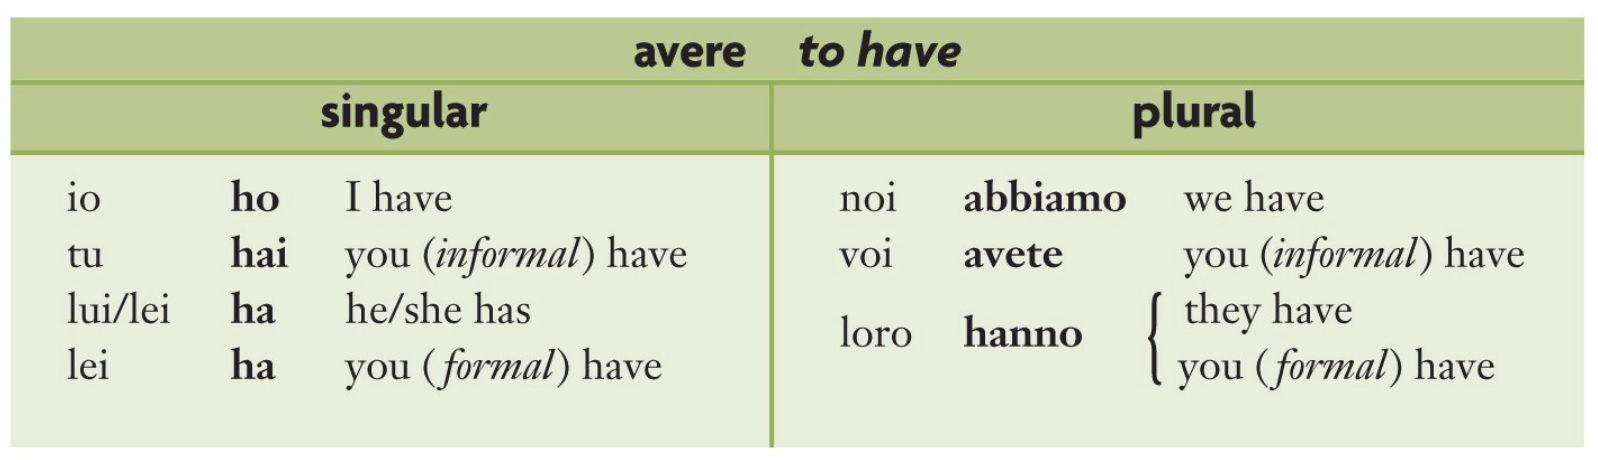 avere to have
singular plural
io ho I have
tu hai you (informal) have
lui/lei ha he/she has
lei ha you (formal) have
noi abbiamo we have
voi avete you (informal) have
loro hanno { they have
you (formal) have